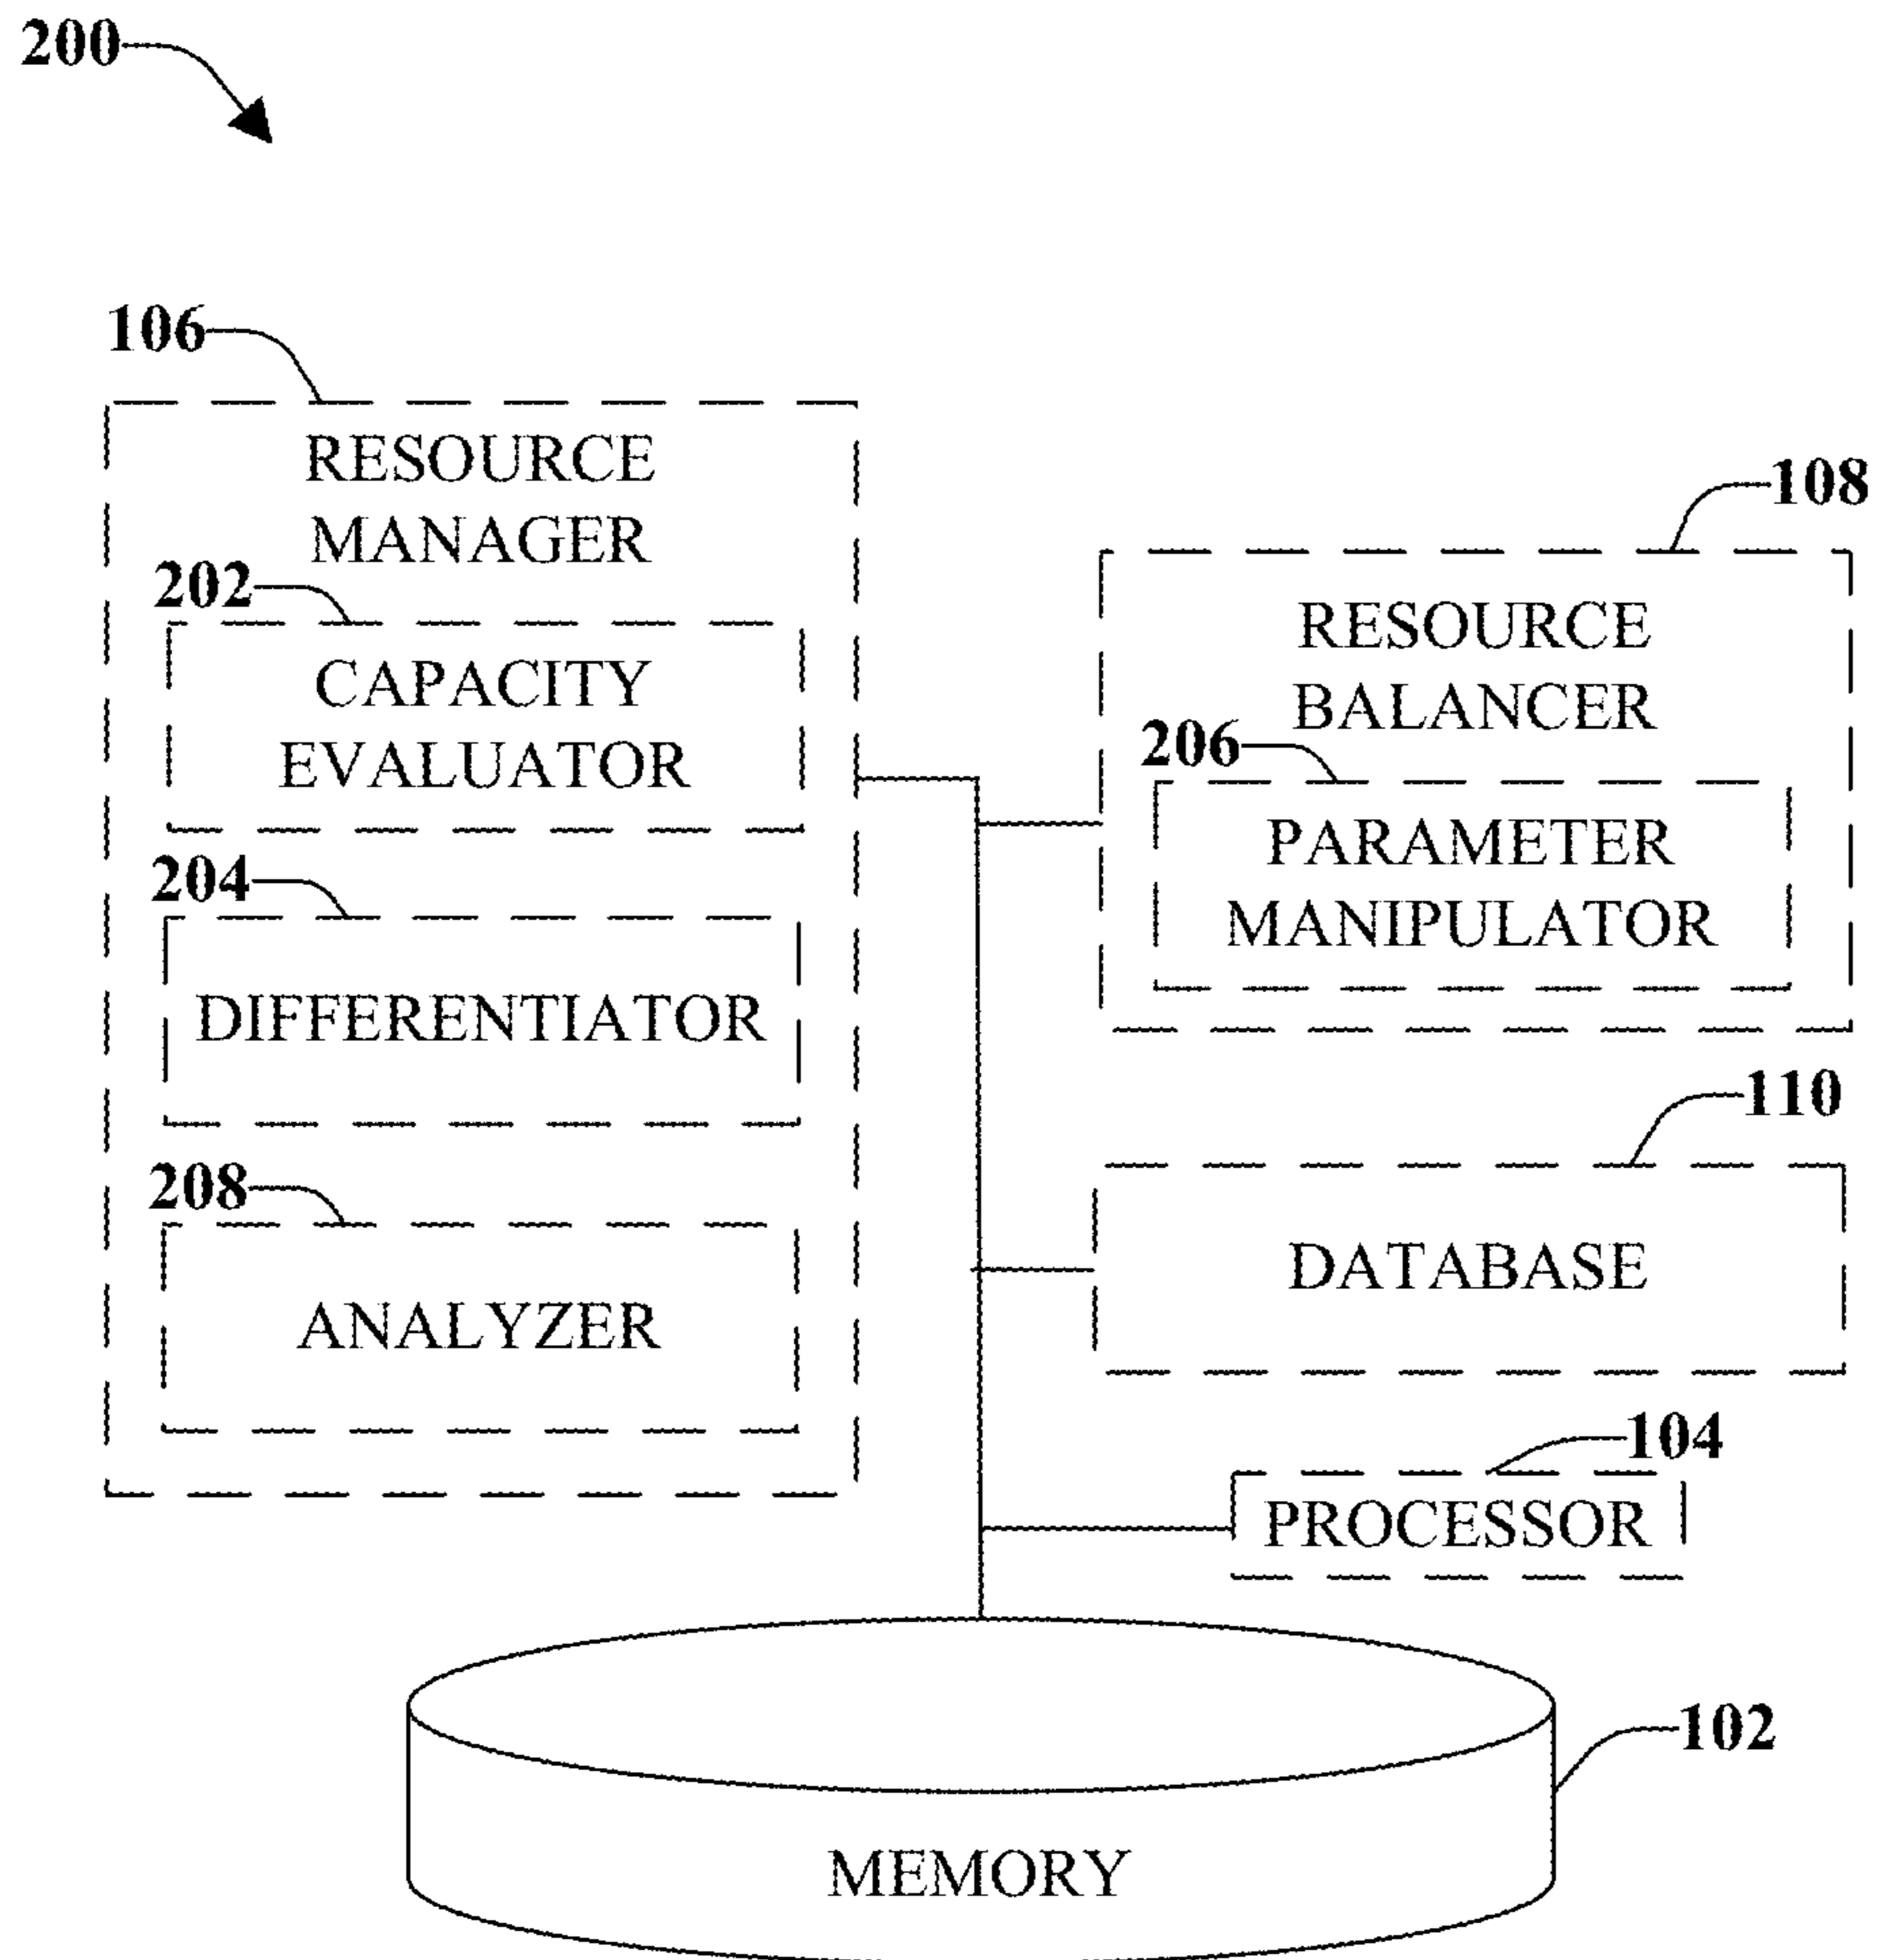 200
106
RESOURCE
MANAGER
202
CAPACITY
EVALUATOR
204
DIFFERENTIATOR
208
ANALYZER
108
RESOURCE
BALANCER
206
PARAMETER
MANIPULATOR
110
DATABASE
104
PROCESSOR
102
MEMORY